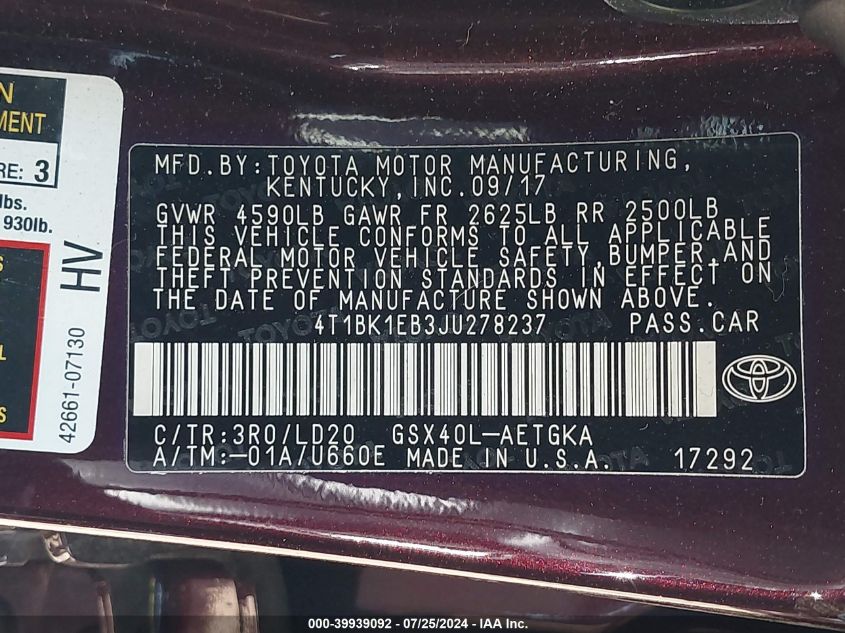 N
MENT
RE: 3
lbs.
930lb.
S
L
S
HV
42661-07130
MFD.BY:TOYOTA MOTOR MANUFACTURING,
KENTUCKY,INC.09/17
GVWR 4590LB GAWR FR 2625LB RR 2500LB
THIS VEHICLE CONFORMS TO ALL APPLICABLE
FEDERAL MOTOR VEHICLE SAFETY,BUMPER,AND
THEFT PREVENTION STANDARDS IN EFFECT ON
THE DATE OF MANUFACTURE SHOWN ABOVE.
4T1BK1EB3JU278237 PASS.CAR
C/TR:3R0/LD20 GSX40L-AETGKA
A/TM:-01A/U660E MADE IN U.S.A. 17292
000-39939092 - 07/25/2024 - IAA Inc.